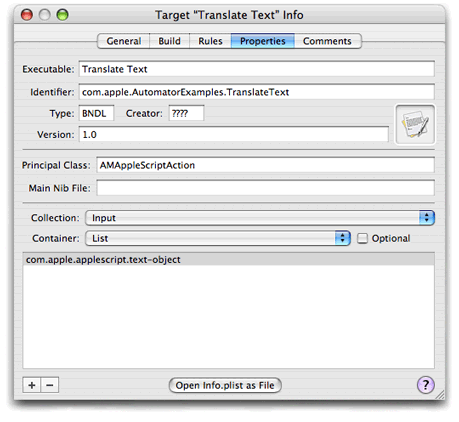 Target “Translate Text” Info
General Build Rules Properties Comments
Executable: Translate Text
Identifier: com.apple.AutomatorExamples.TranslateText
Type: BNDL Creator: ????
Version: 1.0
Principal Class: AMAppleScriptAction
Main Nib File:
Collection: Input
Container: List Optional
com.apple.applescript.text-object
+ − Open Info.plist as File ?